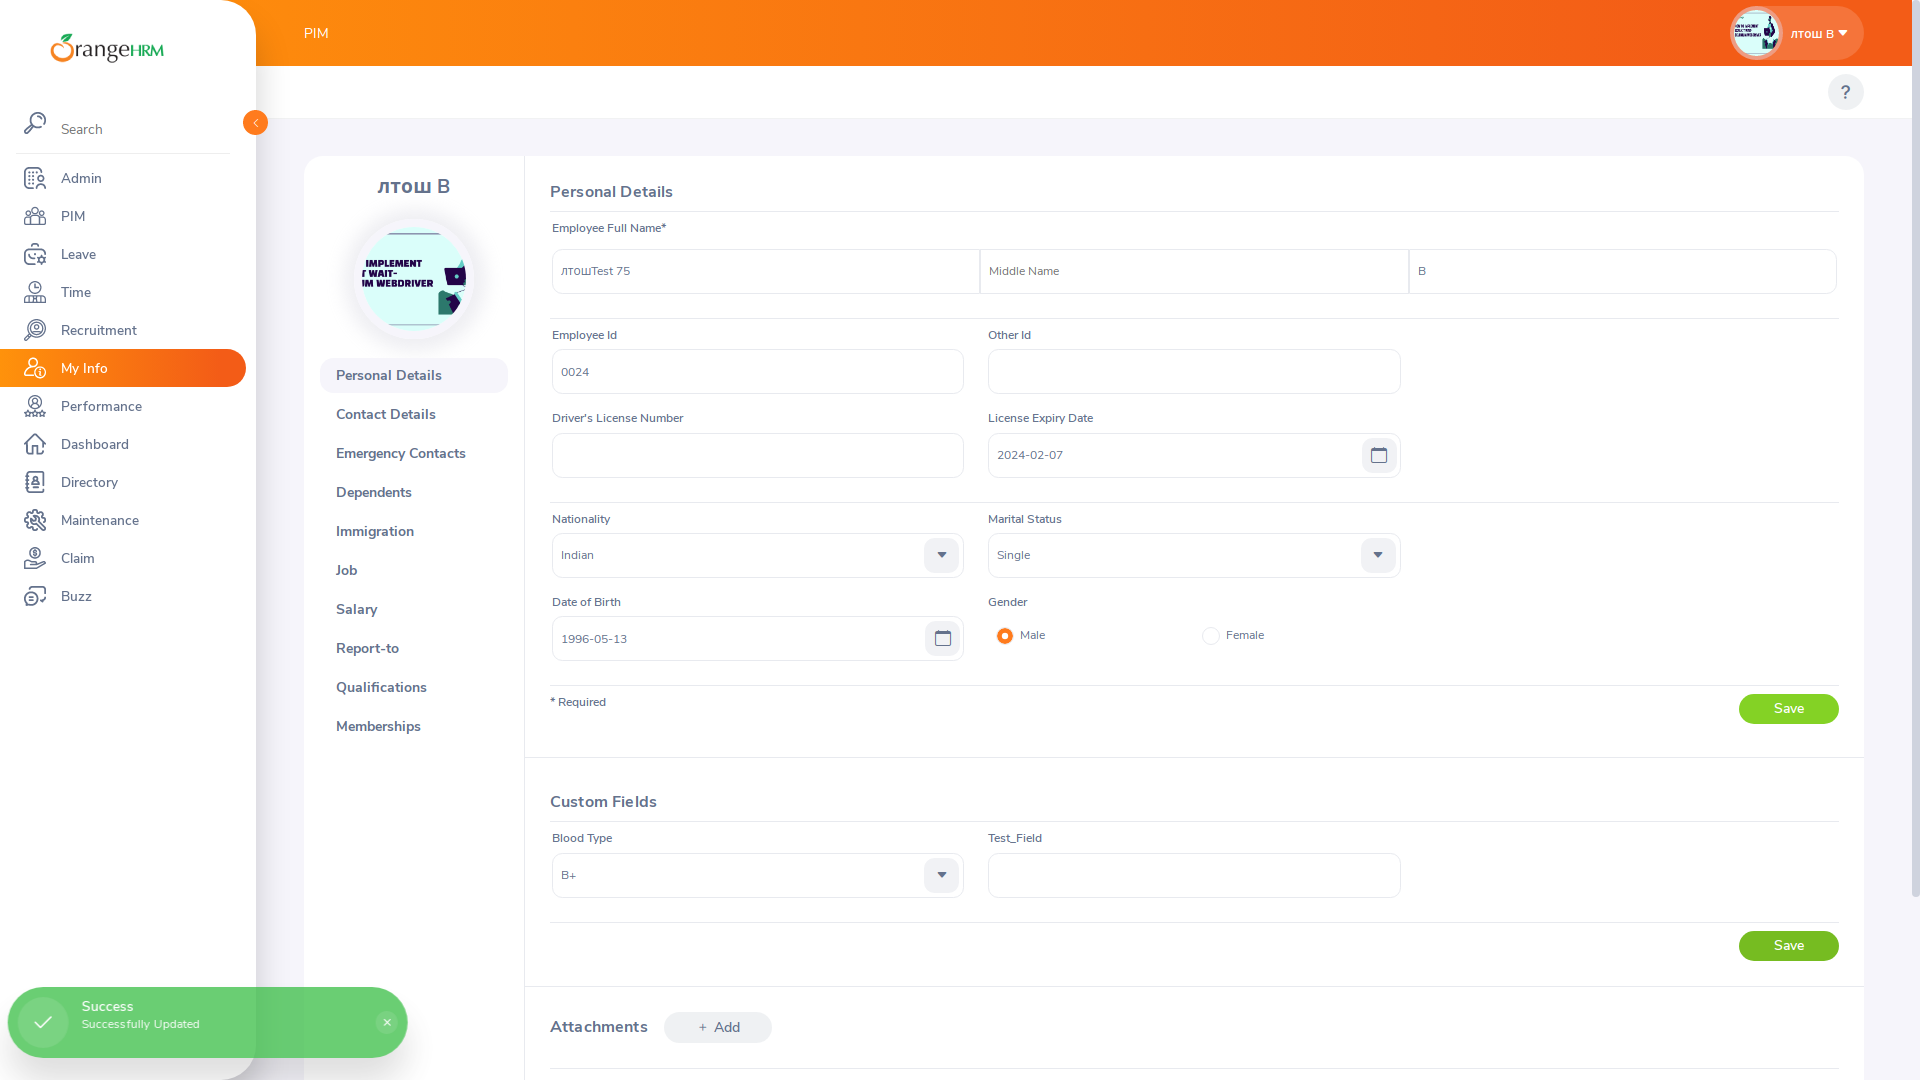 OrangeHRM
PIM
лтош В
?
Search
Admin
PIM
Leave
Time
Recruitment
My Info
Performance
Dashboard
Directory
Maintenance
Claim
Buzz
лтош В
IMPLEMENT
WAIT-
WEBDRIVER
Personal Details
Contact Details
Emergency Contacts
Dependents
Immigration
Job
Salary
Report-to
Qualifications
Memberships
Personal Details
Employee Full Name*
лтошTest 75
Middle Name
В
Employee Id
Other Id
0024
Driver's License Number
License Expiry Date
2024-02-07
Nationality
Marital Status
Indian
Single
Date of Birth
Gender
1996-05-13
Male
Female
* Required
Save
Custom Fields
Blood Type
Test_Field
B+
Save
Attachments
+ Add
Success
Successfully Updated